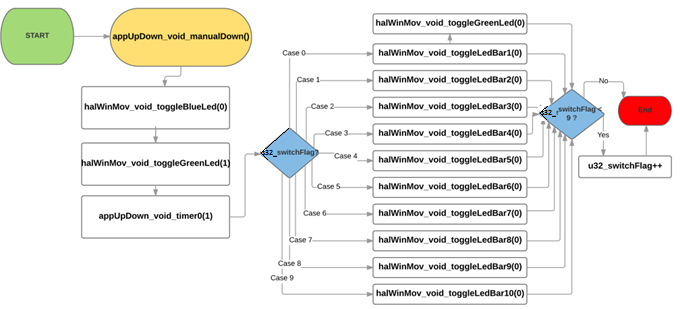 START
appUpDown_void_manualDown()
halWinMov_void_toggleBlueLed(0)
halWinMov_void_toggleGreenLed(1)
appUpDown_void_timer0(1)
u32_switchFlag?
Case 0
Case 1
Case 2
Case 3
Case 4
Case 5
Case 6
Case 7
Case 8
Case 9
halWinMov_void_toggleGreenLed(0)
halWinMov_void_toggleLedBar1(0)
halWinMov_void_toggleLedBar2(0)
halWinMov_void_toggleLedBar3(0)
halWinMov_void_toggleLedBar4(0)
halWinMov_void_toggleLedBar5(0)
halWinMov_void_toggleLedBar6(0)
halWinMov_void_toggleLedBar7(0)
halWinMov_void_toggleLedBar8(0)
halWinMov_void_toggleLedBar9(0)
halWinMov_void_toggleLedBar10(0)
u32_switchFlag <
9 ?
No
Yes
End
u32_switchFlag++